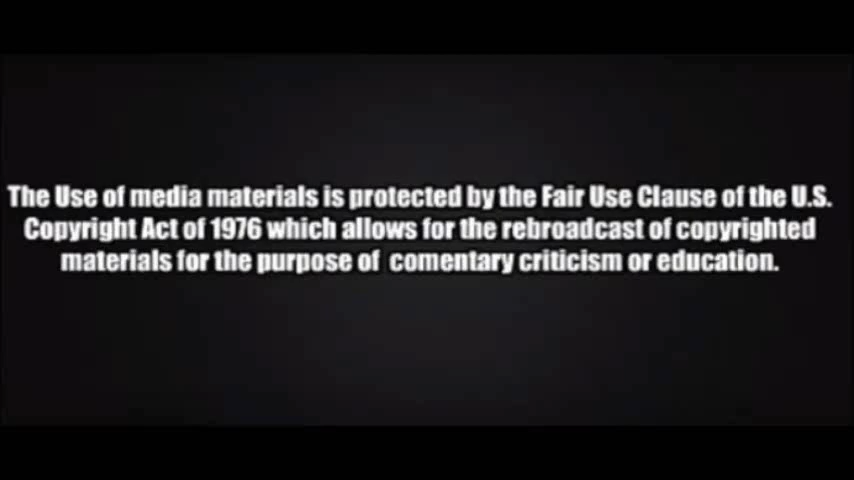 The Use of media materials is protected by the Fair Use Clause of the U.S.
Copyright Act of 1976 which allows for the rebroadcast of copyrighted
materials for the purpose of comentary criticism or education.